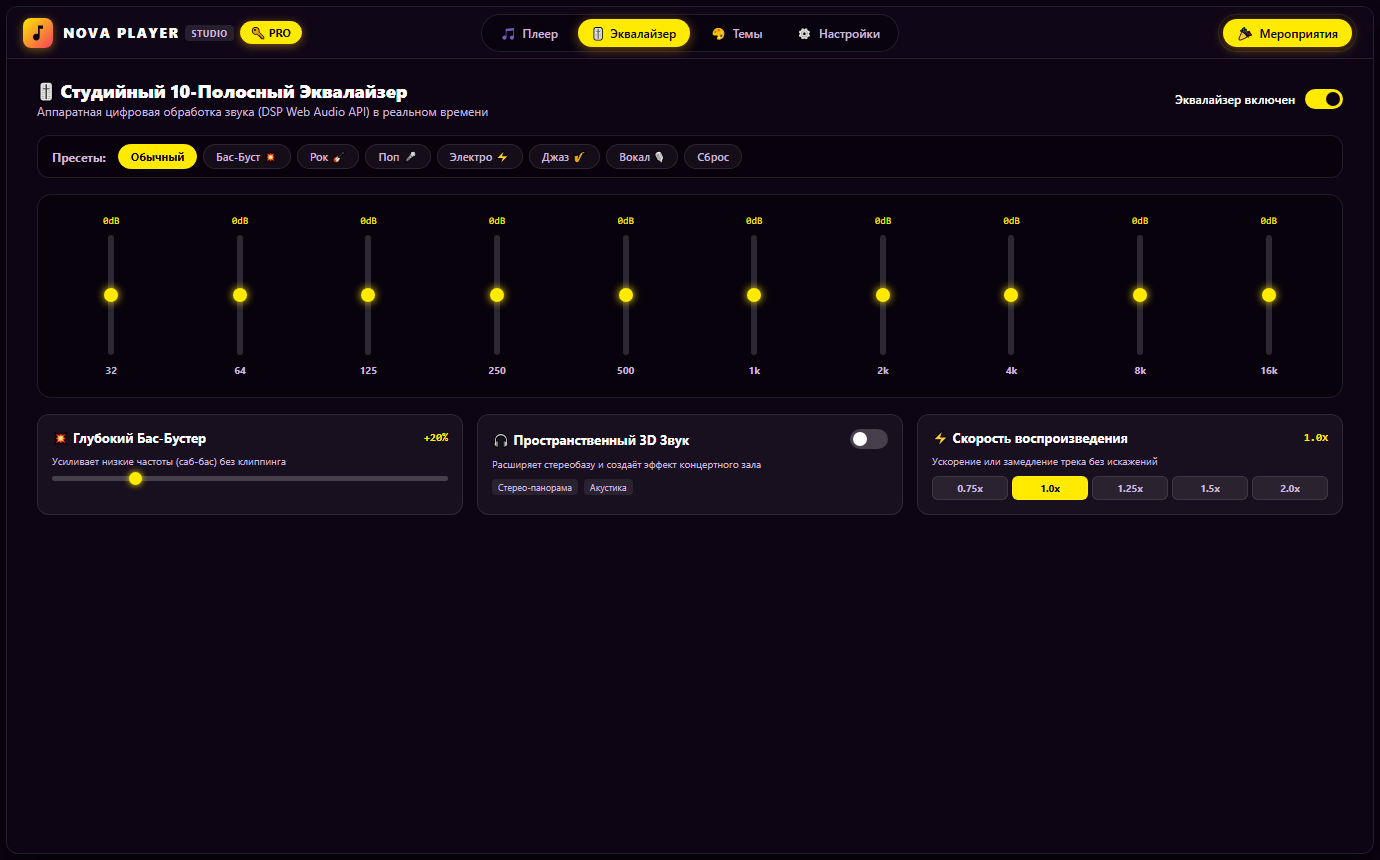 NOVA PLAYER STUDIO PRO
Плеер Эквалайзер Темы Настройки
Мероприятия
Студийный 10-Полосный Эквалайзер
Аппаратная цифровая обработка звука (DSP Web Audio API) в реальном времени
Эквалайзер включен
Пресеты: Обычный Бас-Буст Рок Поп Электро Джаз Вокал Сброс
0dB 0dB 0dB 0dB 0dB 0dB 0dB 0dB 0dB 0dB
32 64 125 250 500 1k 2k 4k 8k 16k
Глубокий Бас-Бустер +20%
Усиливает низкие частоты (саб-бас) без клиппинга
Пространственный 3D Звук
Расширяет стереобазу и создаёт эффект концертного зала
Стерео-панорама Акустика
Скорость воспроизведения 1.0x
Ускорение или замедление трека без искажений
0.75x 1.0x 1.25x 1.5x 2.0x